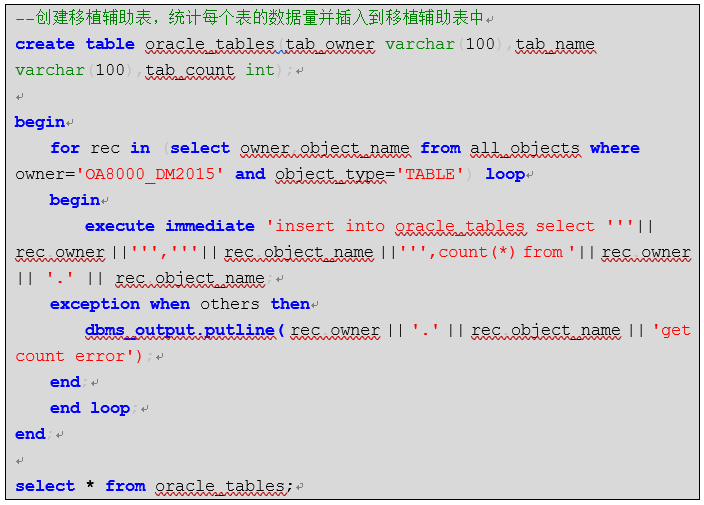 --创建移植辅助表，统计每个表的数据量并插入到移植辅助表中
create table oracle_tables(tab_owner varchar(100),tab_name
varchar(100),tab_count int);
begin
for rec in (select owner,object_name from all_objects where
owner='OA8000_DM2015' and object_type='TABLE') loop
begin
execute immediate 'insert into oracle_tables select '''||
rec.owner ||''','''|| rec.object_name ||''',count(*) from '|| rec.owner
|| '.' || rec.object_name;
exception when others then
dbms_output.putline( rec.owner || '.' || rec.object_name || 'get
count error');
end;
end loop;
end;
select * from oracle_tables;